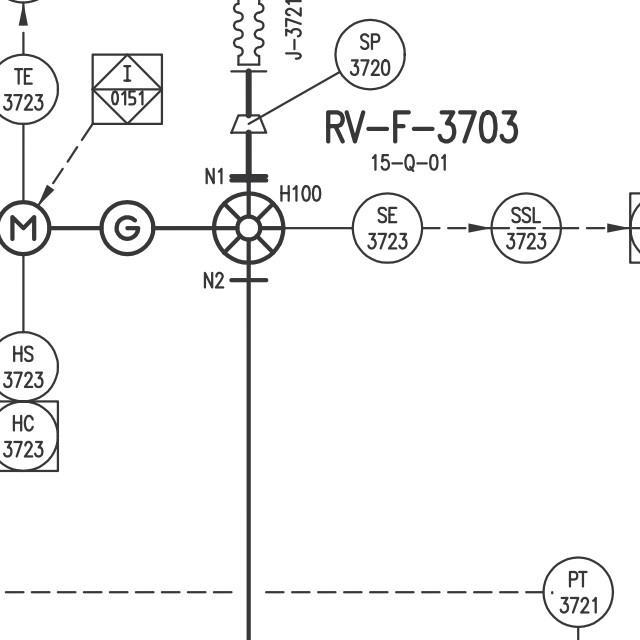 J-3721
SP
3720
TE
3723
I
0151
RV-F-3703
15-Q-01
N1
H100
M
G
SE
3723
SSL
3723
N2
HS
3723
HC
3723
PT
3721